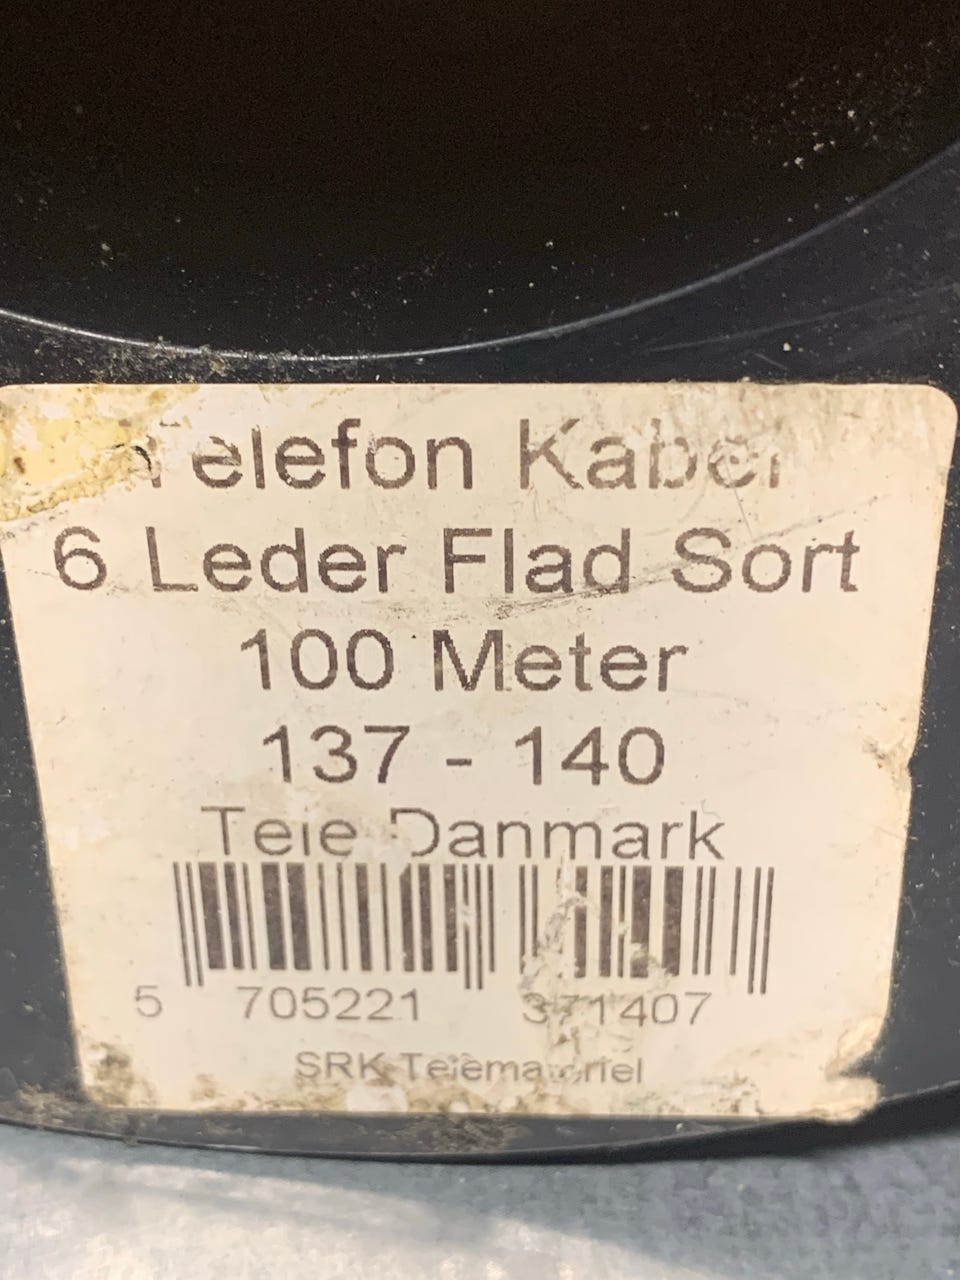 Telefon Kabel
6 Leder Flad Sort
100 Meter
137 - 140
Tele Danmark
5 705221 371407
SRK Telemateriel